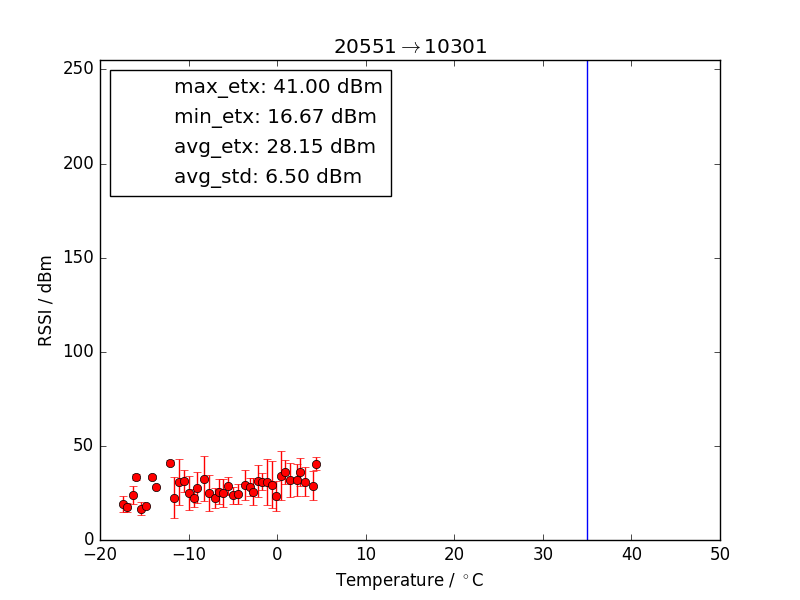 20551→10301
max_etx: 41.00 dBm
min_etx: 16.67 dBm
avg_etx: 28.15 dBm
avg_std: 6.50 dBm
RSSI / dBm
250
200
150
100
50
0
−20 −10 0 10 20 30 40 50
Temperature / °C